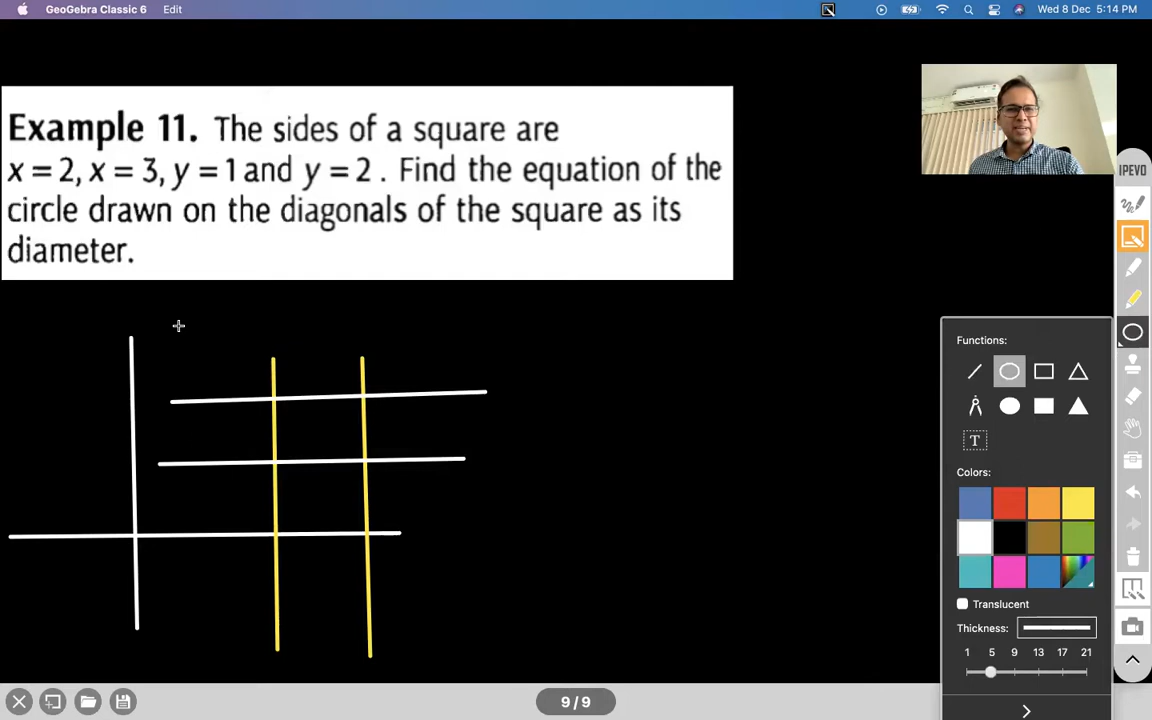 GeoGebra Classic 6 Edit Wed 8 Dec 5:14 PM
Example 11. The sides of a square are
x = 2, x = 3, y = 1 and y = 2. Find the equation of the
circle drawn on the diagonals of the square as its
diameter.
IPEVO
Functions:
T
Colors:
Translucent
Thickness:
1 5 9 13 17 21
9 / 9